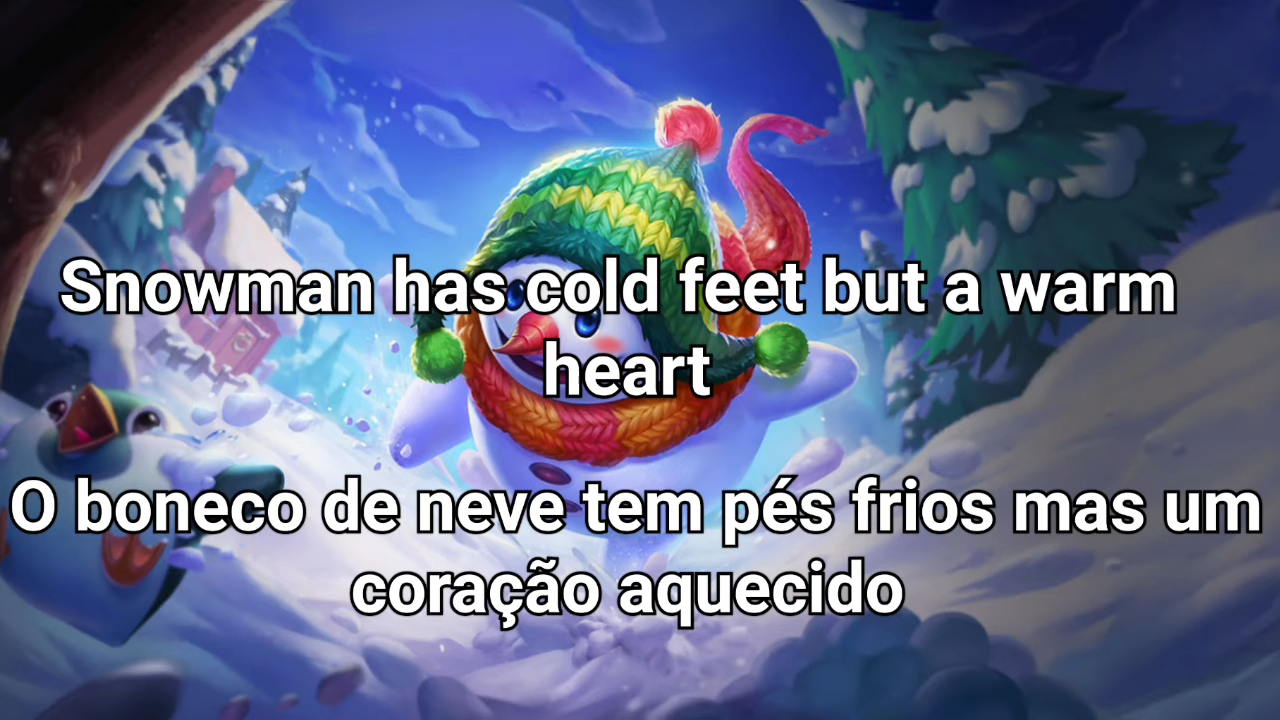 Snowman has cold feet but a warm
heart
O boneco de neve tem pés frios mas um
coração aquecido